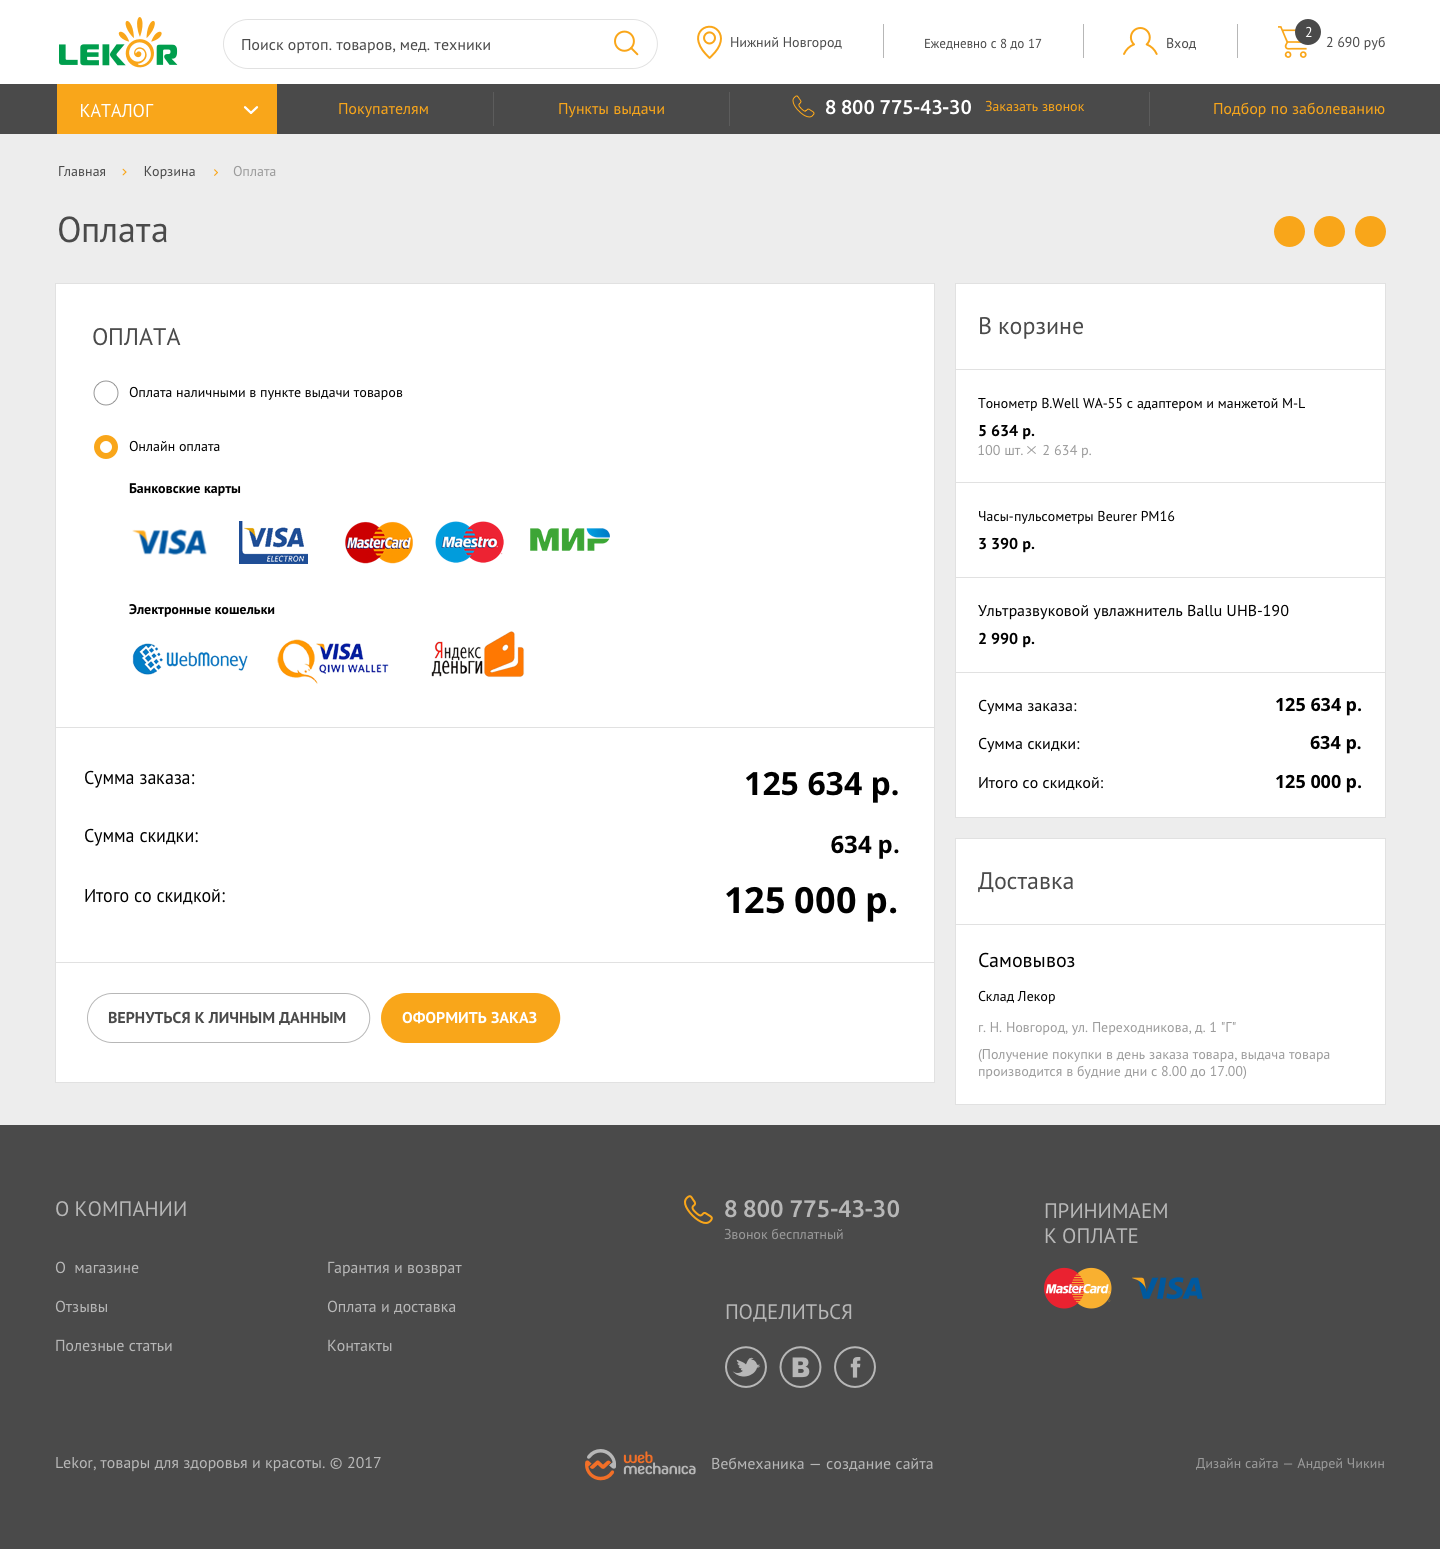 LEKOR
Поиск ортоп. товаров, мед. техники
Нижний Новгород
Ежедневно с 8 до 17
Вход
2
2 690 руб
КАТАЛОГ
Покупателям
Пункты выдачи
8 800 775-43-30
Заказать звонок
Подбор по заболеванию
Главная
Корзина
Оплата
Оплата
ОПЛАТА
Оплата наличными в пункте выдачи товаров
Онлайн оплата
Банковские карты
VISA
VISA
ELECTRON
MasterCard
Maestro
МИР
Электронные кошельки
WebMoney
VISA
QIWI WALLET
Яндекс
деньги
Сумма заказа:
125 634 р.
Сумма скидки:
634 р.
Итого со скидкой:
125 000 р.
ВЕРНУТЬСЯ К ЛИЧНЫМ ДАННЫМ
ОФОРМИТЬ ЗАКАЗ
В корзине
Тонометр B.Well WA-55 с адаптером и манжетой M-L
5 634 р.
100 шт. × 2 634 р.
Часы-пульсометры Beurer PM16
3 390 р.
Ультразвуковой увлажнитель Ballu UHB-190
2 990 р.
Сумма заказа:
125 634 р.
Сумма скидки:
634 р.
Итого со скидкой:
125 000 р.
Доставка
Самовывоз
Склад Лекор
г. Н. Новгород, ул. Переходникова, д. 1 "Г"
(Получение покупки в день заказа товара, выдача товара
производится в будние дни с 8.00 до 17.00)
О КОМПАНИИ
О магазине
Отзывы
Полезные статьи
Гарантия и возврат
Оплата и доставка
Контакты
8 800 775-43-30
Звонок бесплатный
ПОДЕЛИТЬСЯ
B
f
ПРИНИМАЕМ
К ОПЛАТЕ
MasterCard
VISA
Lekor, товары для здоровья и красоты. © 2017
web
mechanica
Вебмеханика — создание сайта
Дизайн сайта — Андрей Чикин